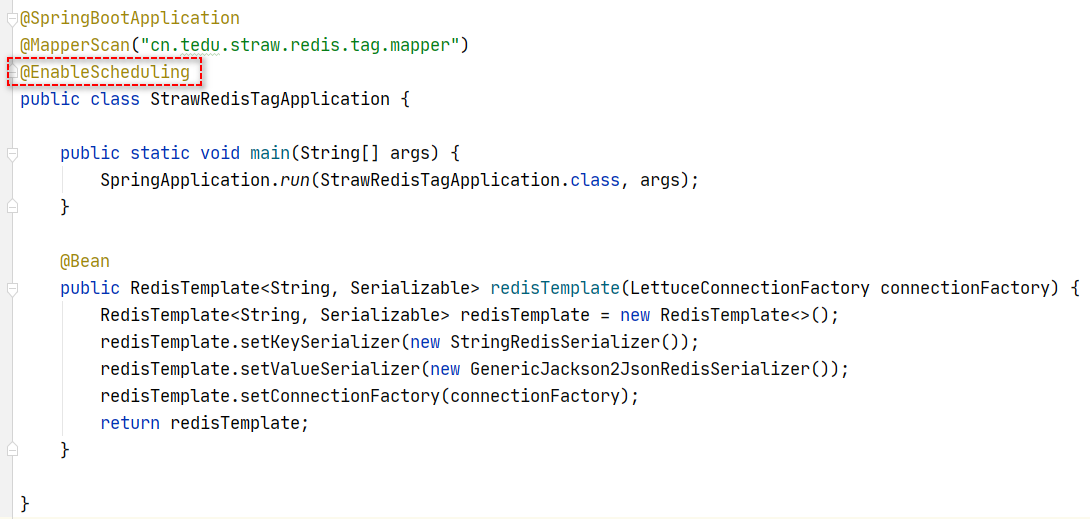 @SpringBootApplication
@MapperScan("cn.tedu.straw.redis.tag.mapper")
@EnableScheduling
public class StrawRedisTagApplication {
public static void main(String[] args) {
SpringApplication.run(StrawRedisTagApplication.class, args);
}
@Bean
public RedisTemplate<String, Serializable> redisTemplate(LettuceConnectionFactory connectionFactory) {
RedisTemplate<String, Serializable> redisTemplate = new RedisTemplate<>();
redisTemplate.setKeySerializer(new StringRedisSerializer());
redisTemplate.setValueSerializer(new GenericJackson2JsonRedisSerializer());
redisTemplate.setConnectionFactory(connectionFactory);
return redisTemplate;
}
}